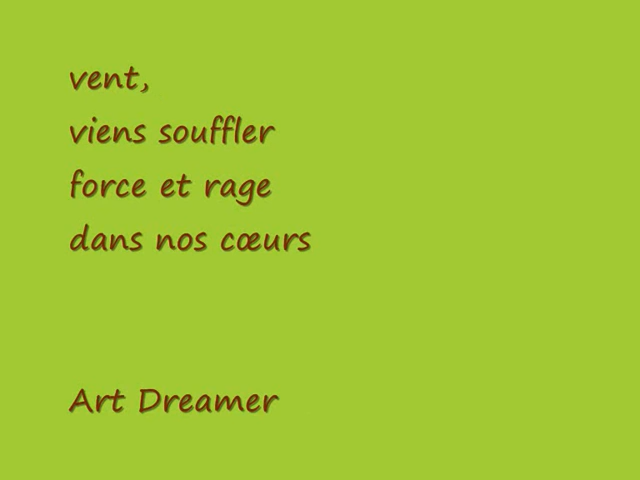 vent,
viens souffler
force et rage
dans nos cœurs
Art Dreamer